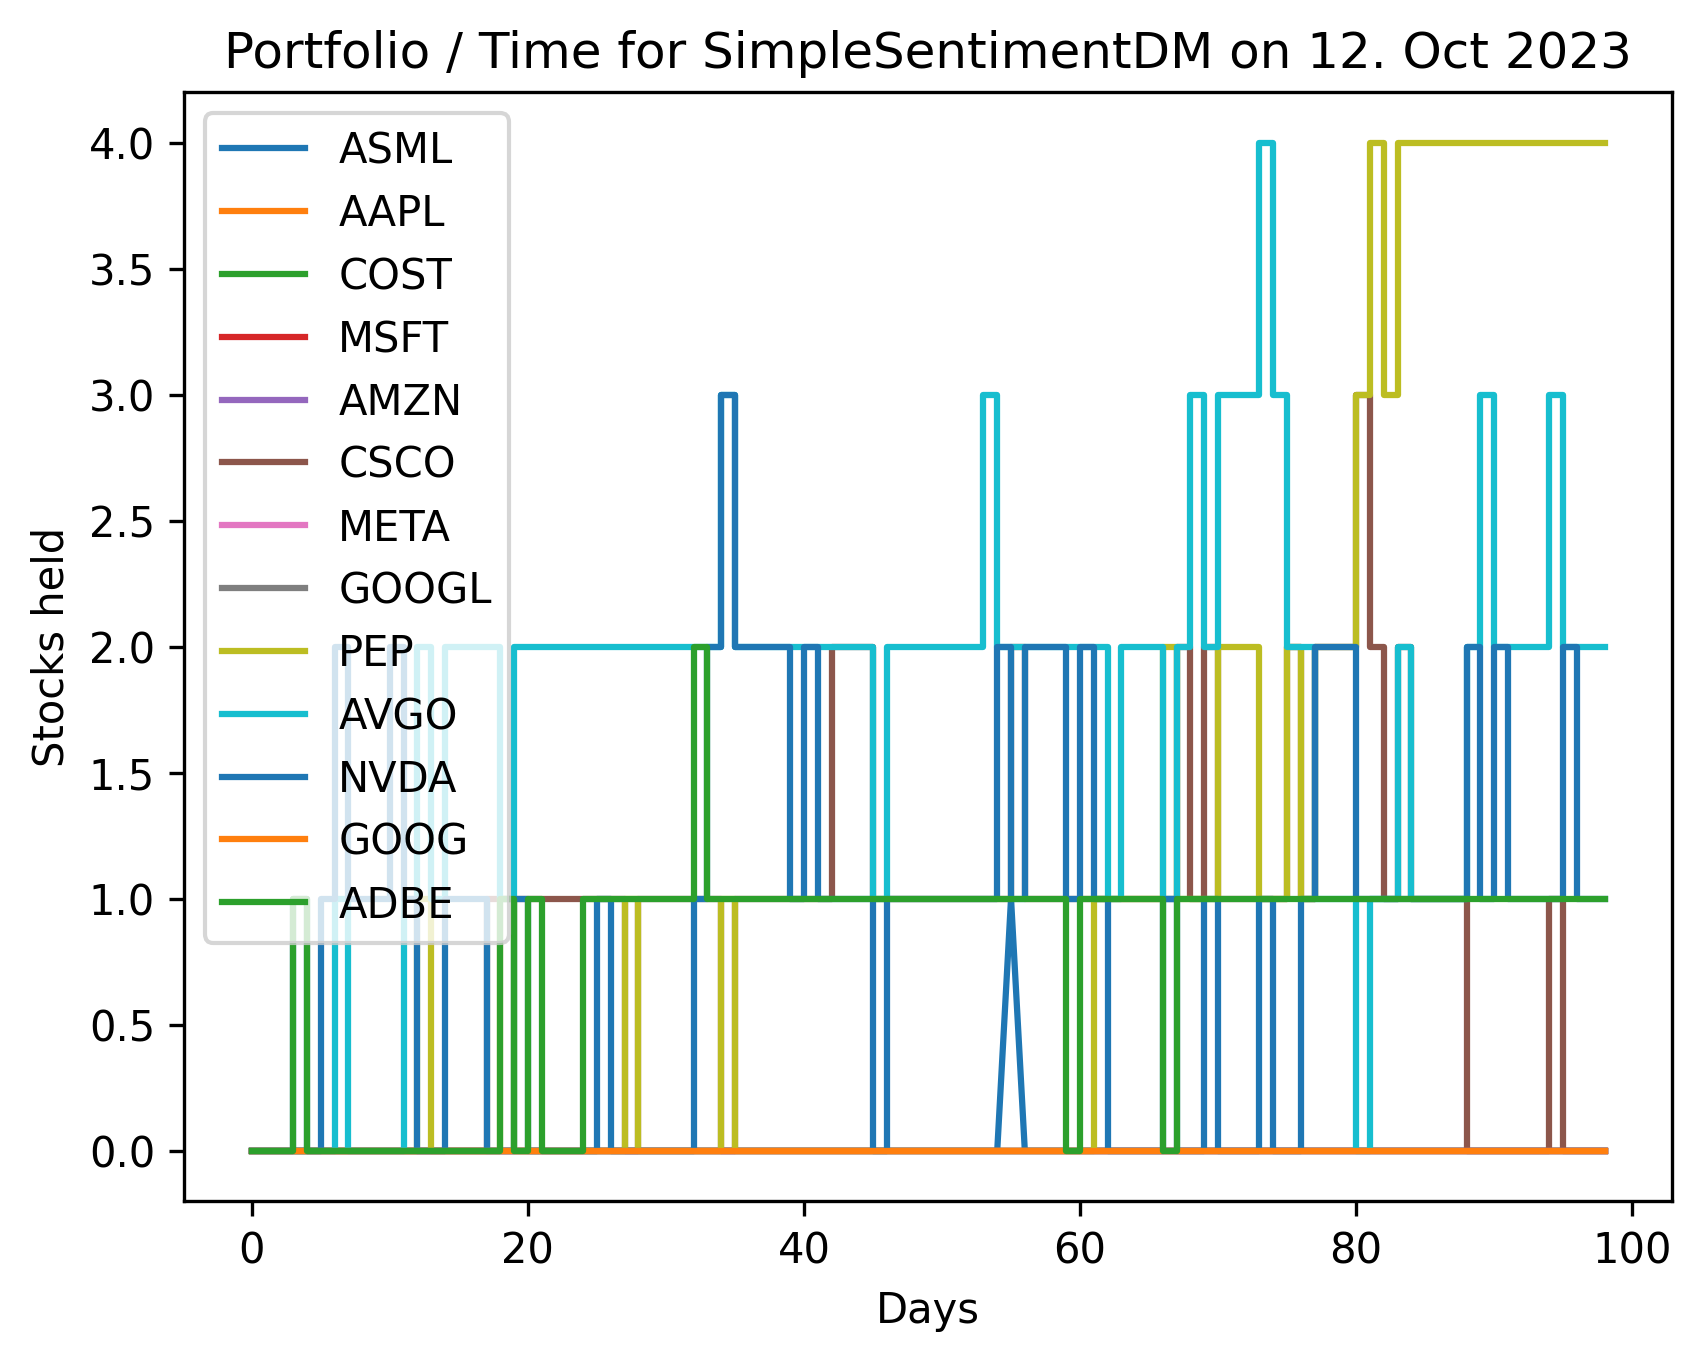 Portfolio / Time for SimpleSentimentDM on 12. Oct 2023
4.0
3.5
3.0
2.5
2.0
1.5
1.0
0.5
0.0
Stocks held
ASML
AAPL
COST
MSFT
AMZN
CSCO
META
GOOGL
PEP
AVGO
NVDA
GOOG
ADBE
0 20 40 60 80 100
Days